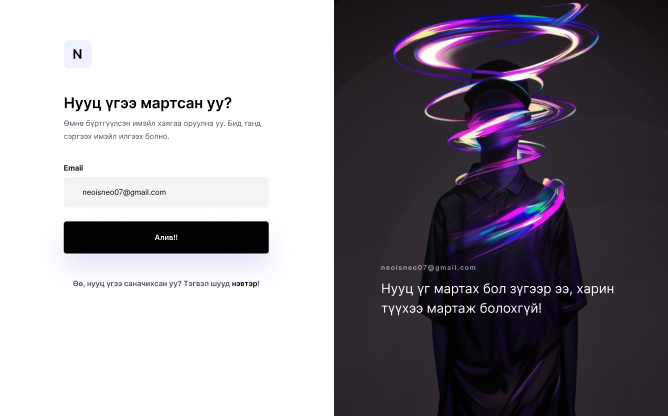 N
Нууц үгээ мартсан уу?
Өмнө бүртгүүлсэн имэйл хаягаа оруулна уу. Бид танд
сэргээх имэйл илгээх болно.
Email
neoisneo07@gmail.com
Алив!!
Өө, нууц үгээ саначихсан уу? Тэгвэл шууд нэвтэр!
neoisneo07@gmail.com
Нууц үг мартах бол зүгээр ээ, харин
түүхээ мартаж болохгүй!